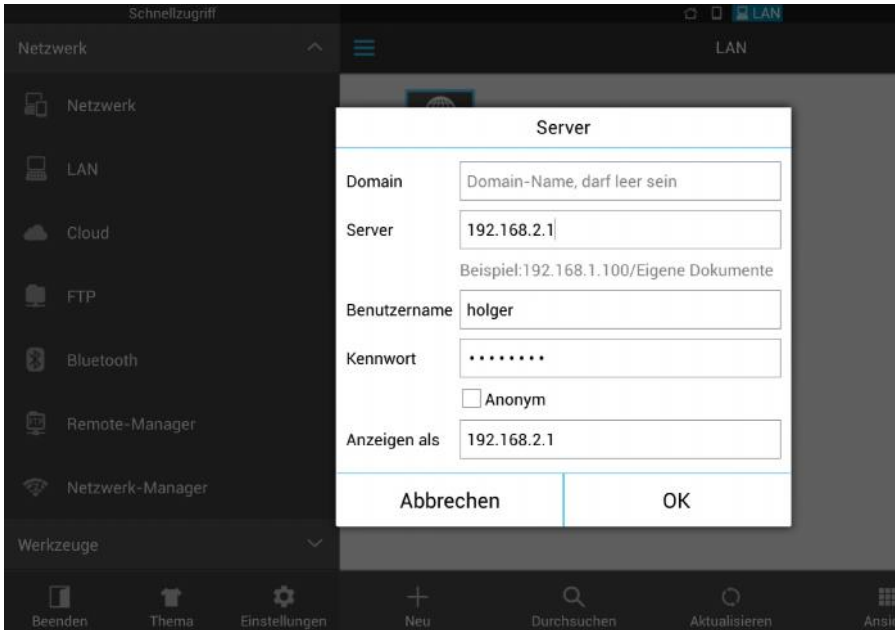 Schnellzugriff
LAN
Netzwerk
LAN
Netzwerk
LAN
Cloud
FTP
Bluetooth
Remote-Manager
Netzwerk-Manager
Werkzeuge
Server
Domain Domain-Name, darf leer sein
Server 192.168.2.1
Beispiel:192.168.1.100/Eigene Dokumente
Benutzername holger
Kennwort ········
Anonym
Anzeigen als 192.168.2.1
Abbrechen OK
Beenden Thema Einstellungen Neu Durchsuchen Aktualisieren